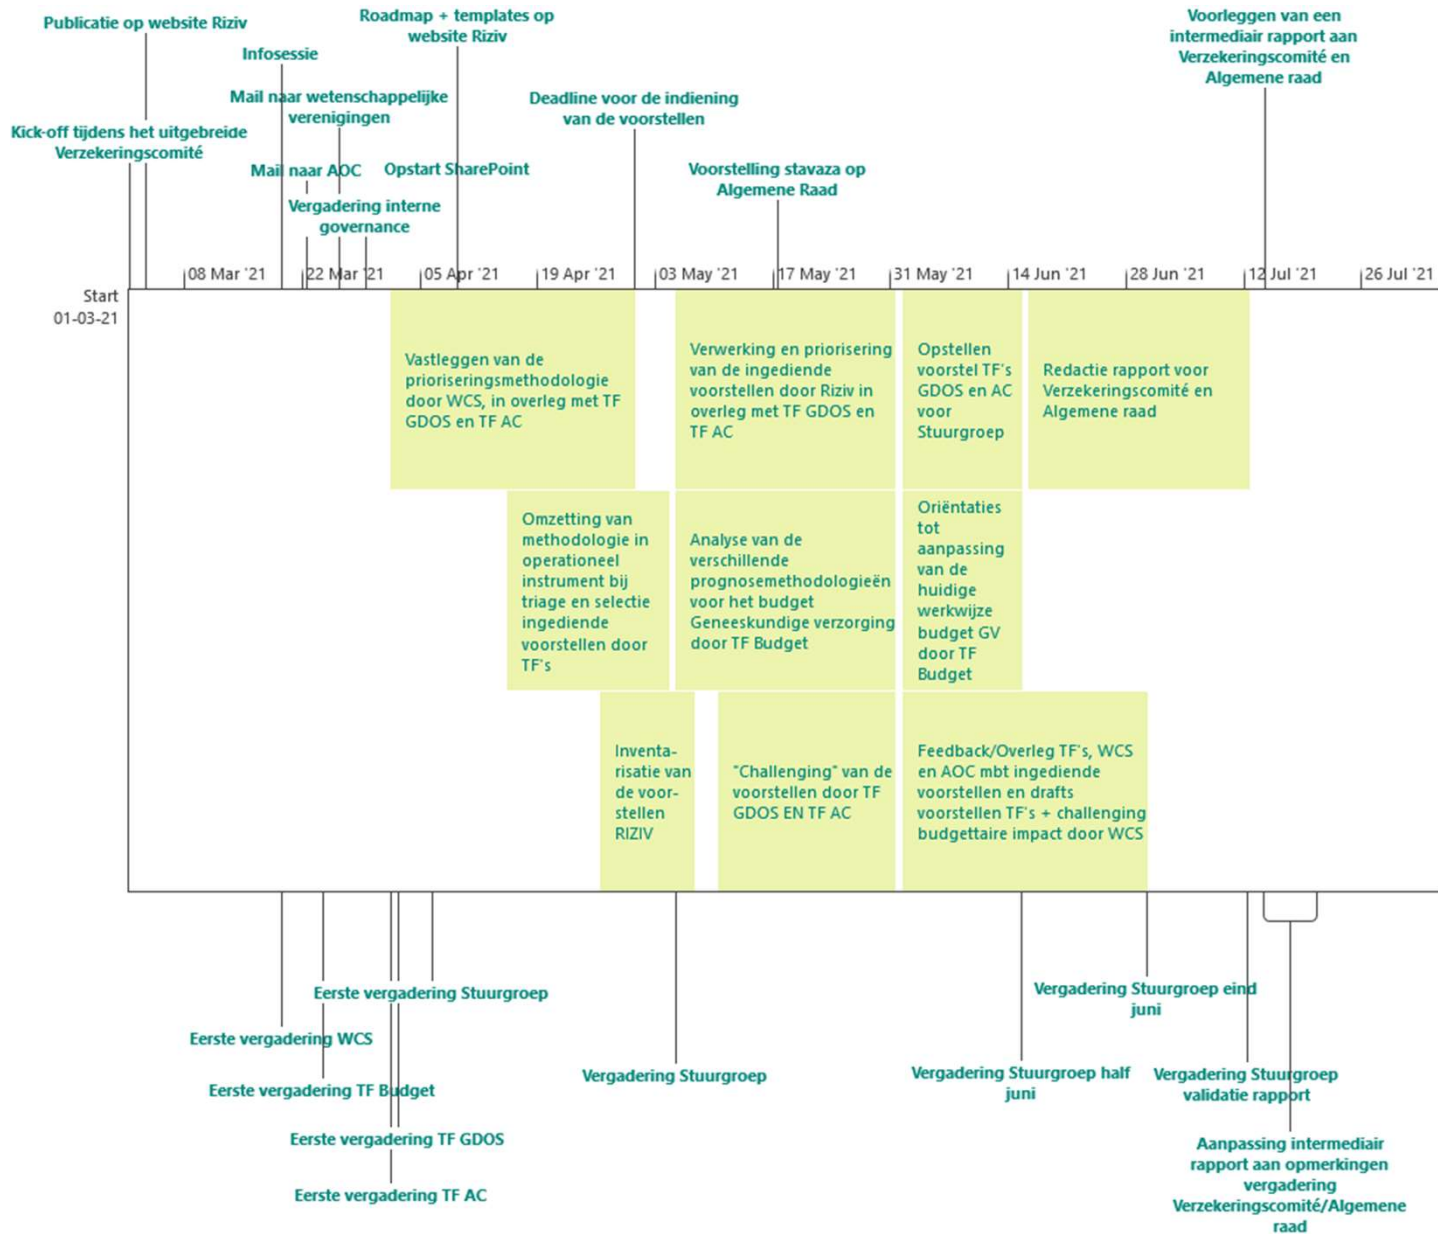 Publicatie op website Riziv
Roadmap + templates op
website Riziv
Voorleggen van een
intermediair rapport aan
Verzekeringscomité en
Algemene raad
Infosessie
Mail naar wetenschappelijke
verenigingen
Deadline voor de indiening
van de voorstellen
Kick-off tijdens het uitgebreide
Verzekeringscomité
Mail naar AOC
Opstart SharePoint
Voorstelling stavaza op
Algemene Raad
Vergadering interne
governance
08 Mar '21
22 Mar '21
05 Apr '21
19 Apr '21
03 May '21
17 May '21
31 May '21
14 Jun '21
28 Jun '21
12 Jul '21
26 Jul '21
Start
01-03-21
Vastleggen van de
prioriseringsmethodologie
door WCS, in overleg met TF
GDOS en TF AC
Verwerking en priorisering
van de ingediende
voorstellen door Riziv in
overleg met TF GDOS en
TF AC
Opstellen
voorstel TF's
GDOS en AC
voor
Stuurgroep
Redactie rapport voor
Verzekeringscomité en
Algemene raad
Omzetting van
methodologie in
operationeel
instrument bij
triage en selectie
ingediende
voorstellen door
TF's
Analyse van de
verschillende
prognosemethodologieën
voor het budget
Geneeskundige verzorging
door TF Budget
Oriëntaties
tot
aanpassing
van de
huidige
werkwijze
budget GV
door TF
Budget
Inventa-
risatie van
de voor-
stellen
RIZIV
"Challenging" van de
voorstellen door TF
GDOS EN TF AC
Feedback/Overleg TF's, WCS
en AOC mbt ingediende
voorstellen en drafts
voorstellen TF's + challenging
budgettaire impact door WCS
Eerste vergadering Stuurgroep
Vergadering Stuurgroep eind
juni
Eerste vergadering WCS
Vergadering Stuurgroep
Vergadering Stuurgroep half
juni
Vergadering Stuurgroep
validatie rapport
Eerste vergadering TF Budget
Eerste vergadering TF GDOS
Eerste vergadering TF AC
Aanpassing intermediair
rapport aan opmerkingen
vergadering
Verzekeringscomité/Algemene
raad